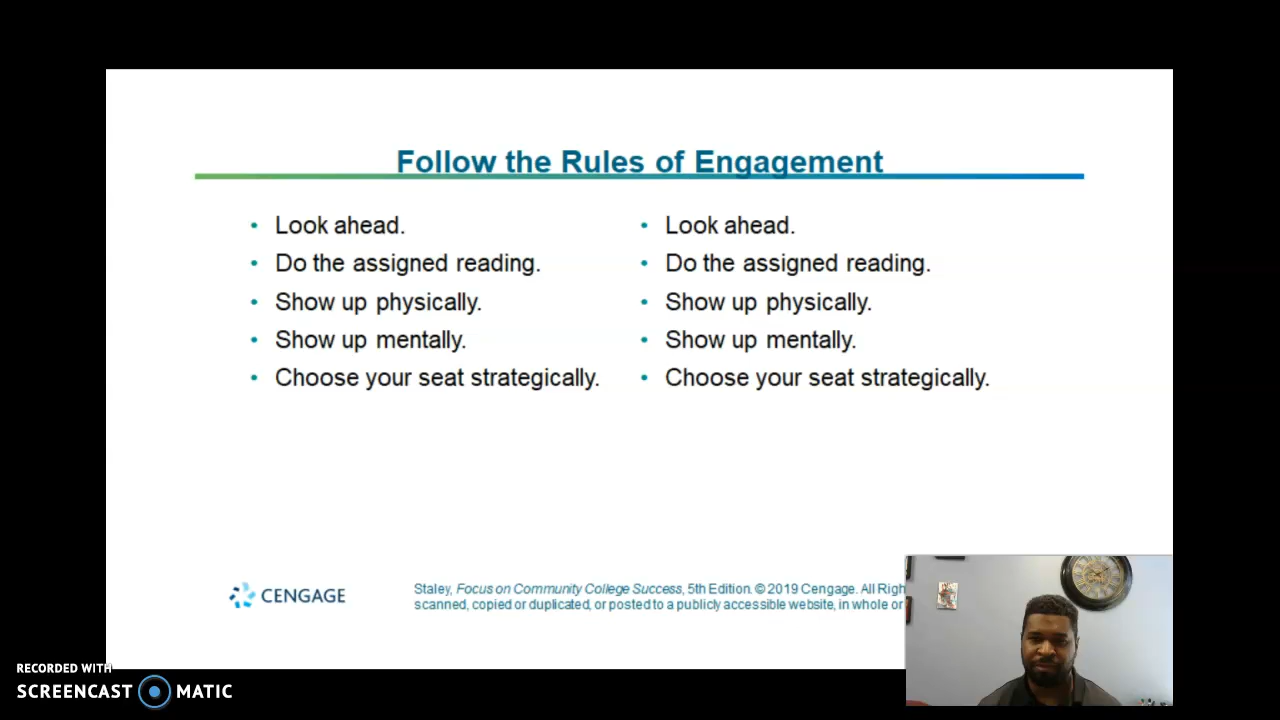 Follow the Rules of Engagement
• Look ahead.
• Do the assigned reading.
• Show up physically.
• Show up mentally.
• Choose your seat strategically.
• Look ahead.
• Do the assigned reading.
• Show up physically.
• Show up mentally.
• Choose your seat strategically.
CENGAGE
Staley, Focus on Community College Success, 5th Edition. © 2019 Cengage. All Righ
scanned, copied or duplicated, or posted to a publicly accessible website, in whole or
RECORDED WITH
SCREENCAST MATIC